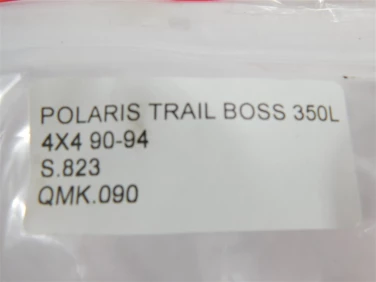 POLARIS TRAIL BOSS 350L
4X4 90-94
S.823
QMK.090